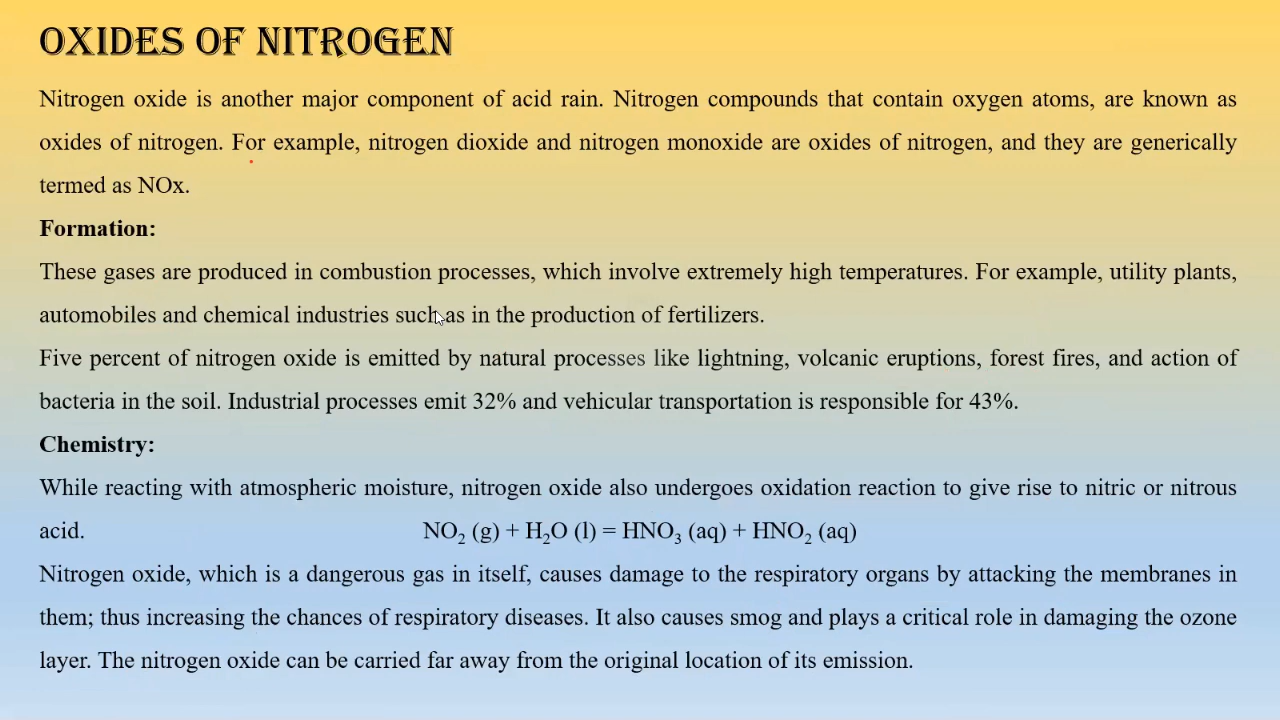 OXIDES OF NITROGEN
Nitrogen oxide is another major component of acid rain. Nitrogen compounds that contain oxygen atoms, are known as
oxides of nitrogen. For example, nitrogen dioxide and nitrogen monoxide are oxides of nitrogen, and they are generically
termed as NOx.
Formation:
These gases are produced in combustion processes, which involve extremely high temperatures. For example, utility plants,
automobiles and chemical industries such as in the production of fertilizers.
Five percent of nitrogen oxide is emitted by natural processes like lightning, volcanic eruptions, forest fires, and action of
bacteria in the soil. Industrial processes emit 32% and vehicular transportation is responsible for 43%.
Chemistry:
While reacting with atmospheric moisture, nitrogen oxide also undergoes oxidation reaction to give rise to nitric or nitrous
acid. NO₂ (g) + H₂O (l) = HNO₃ (aq) + HNO₂ (aq)
Nitrogen oxide, which is a dangerous gas in itself, causes damage to the respiratory organs by attacking the membranes in
them; thus increasing the chances of respiratory diseases. It also causes smog and plays a critical role in damaging the ozone
layer. The nitrogen oxide can be carried far away from the original location of its emission.